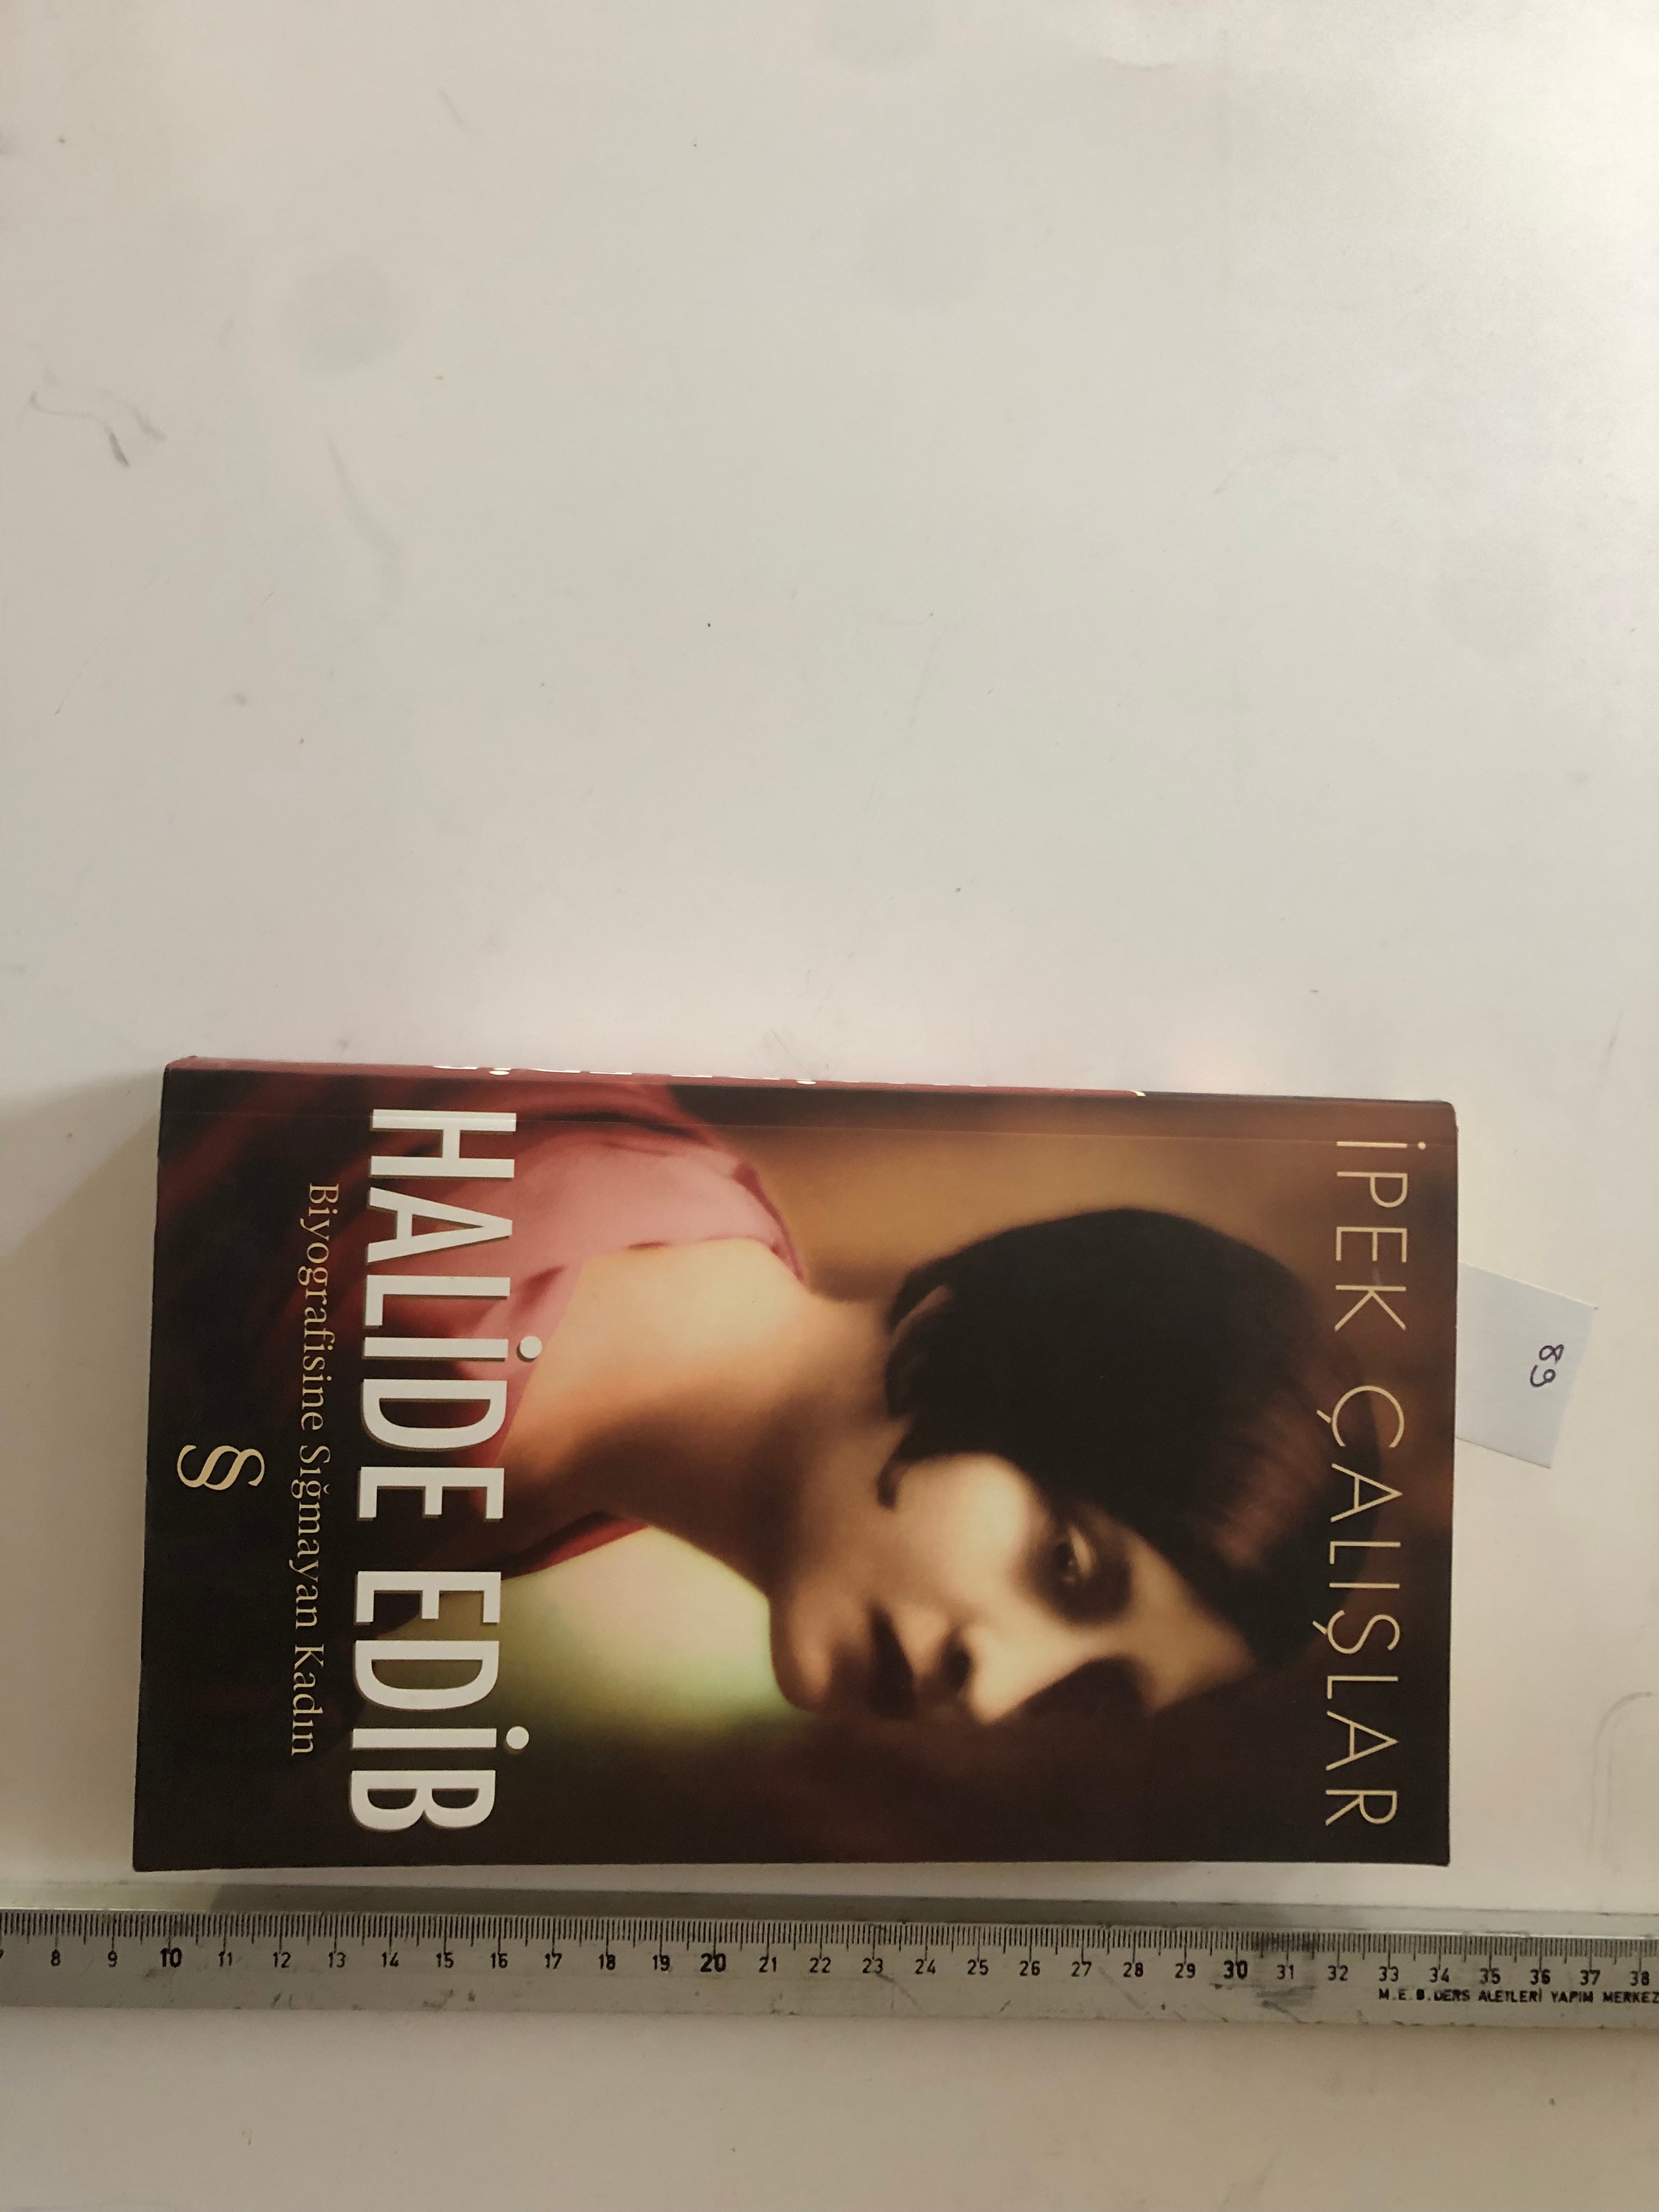 İPEK ÇALIŞLAR
HALİDE EDİB
Biyografisine Sığmayan Kadın
§
89
7 8 9 10 11 12 13 14 15 16 17 18 19 20 21 22 23 24 25 26 27 28 29 30 31 32 33 34 35 36 37 38
M.E.B. DERS ALETLERİ YAPIM MERKEZ